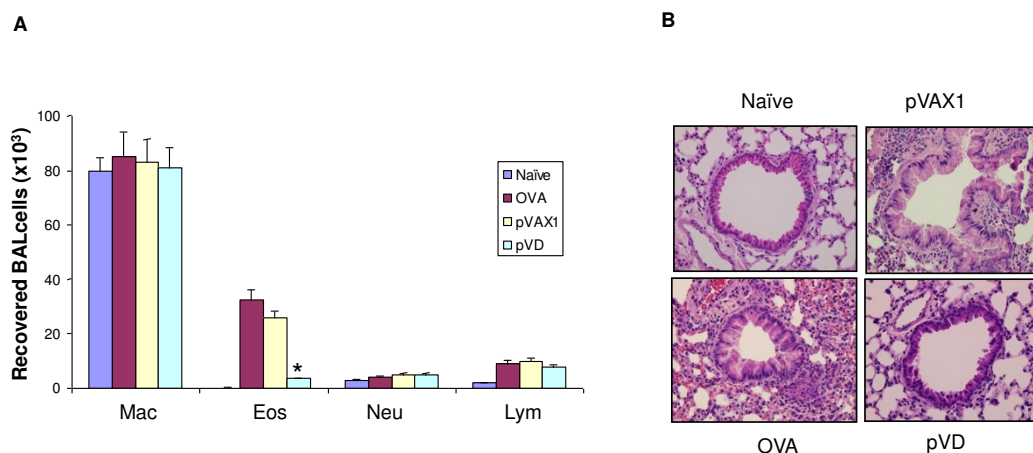 A
B
Recovered BALcells (x10³)
100
80
60
40
20
0
Mac
Eos
Neu
Lym
*
Naïve
OVA
pVAX1
pVD
Naïve
pVAX1
OVA
pVD